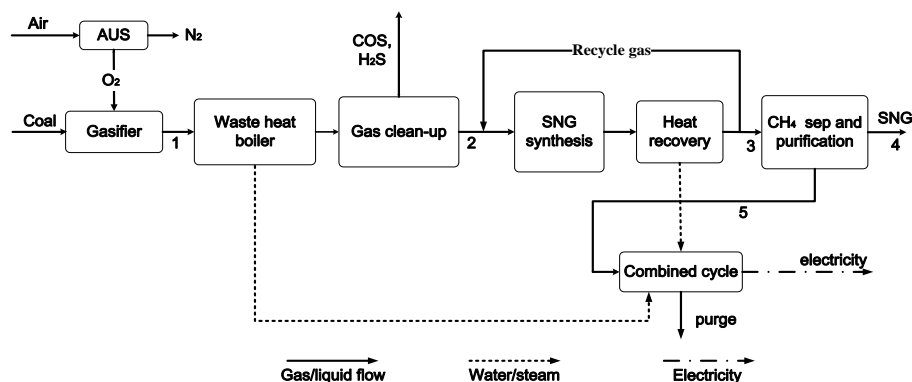 Air
AUS
N₂
COS,
H₂S
O₂
Recycle gas
Coal
Gasifier
1
Waste heat
boiler
Gas clean-up
2
SNG
synthesis
Heat
recovery
3
CH₄ sep and
purification
SNG
4
5
Combined cycle
electricity
purge
Gas/liquid flow
Water/steam
Electricity